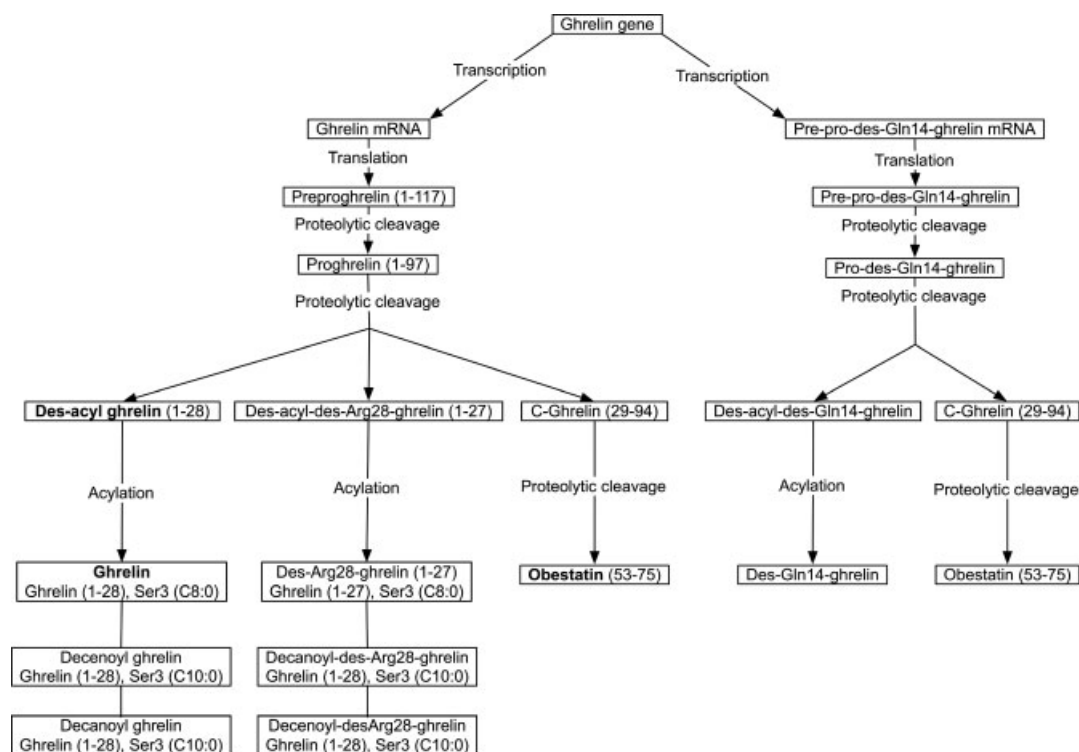 Ghrelin gene
Transcription
Transcription
Ghrelin mRNA
Pre-pro-des-Gln14-ghrelin mRNA
Translation
Translation
Preproghrelin (1-117)
Pre-pro-des-Gln14-ghrelin
Proteolytic cleavage
Proteolytic cleavage
Proghrelin (1-97)
Pro-des-Gln14-ghrelin
Proteolytic cleavage
Proteolytic cleavage
Des-acyl ghrelin (1-28)
Des-acyl-des-Arg28-ghrelin (1-27)
C-Ghrelin (29-94)
Des-acyl-des-Gln14-ghrelin
C-Ghrelin (29-94)
Acylation
Acylation
Proteolytic cleavage
Acylation
Proteolytic cleavage
Ghrelin
Ghrelin (1-28), Ser3 (C8:0)
Des-Arg28-ghrelin (1-27)
Ghrelin (1-27), Ser3 (C8:0)
Obestatin (53-75)
Des-Gln14-ghrelin
Obestatin (53-75)
Decenoyl ghrelin
Ghrelin (1-28), Ser3 (C10:0)
Decanoyl-des-Arg28-ghrelin
Ghrelin (1-28), Ser3 (C10:0)
Decanoyl ghrelin
Ghrelin (1-28), Ser3 (C10:0)
Decenoyl-desArg28-ghrelin
Ghrelin (1-28), Ser3 (C10:0)